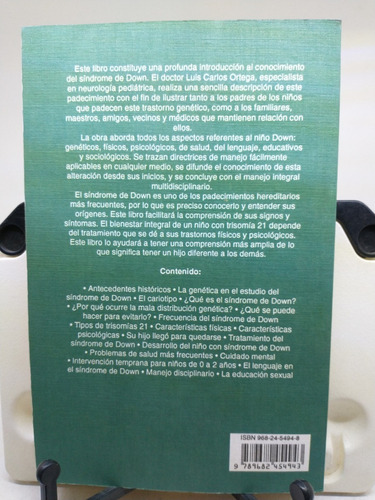 Este libro constituye una profunda introducción al conocimiento
del síndrome de Down. El doctor Luis Carlos Ortega, especialista
en neurología pediátrica, realiza una sencilla descripción de este
padecimiento con el fin de ilustrar tanto a los padres de los niños
que padecen este trastorno genético, como a los familiares,
maestros, amigos, vecinos y médicos que mantienen relación con
ellos.
La obra aborda todos los aspectos referentes al niño Down:
genéticos, físicos, psicológicos, de salud, del lenguaje, educativos
y sociológicos. Se trazan directrices de manejo fácilmente
aplicables en cualquier medio, se difunde el conocimiento de esta
alteración desde sus inicios, y se concluye con el manejo integral
multidisciplinario.
El síndrome de Down es uno de los padecimientos hereditarios
más frecuentes, por lo que es preciso conocerlo y entender sus
orígenes. Este libro facilitará la comprensión de sus signos y
síntomas. El bienestar integral de un niño con trisomía 21 depende
del tratamiento que se dé a sus trastornos físicos y psicológicos.
Este libro lo ayudará a tener una comprensión más amplia de lo
que significa tener un hijo diferente a los demás.
Contenido:
• Antecedentes históricos • La genética en el estudio del
síndrome de Down • El cariotipo • ¿Qué es el síndrome de Down?
• ¿Por qué ocurre la mala distribución genética? • ¿Qué se puede
hacer para evitarlo? • Frecuencia del síndrome de Down
• Tipos de trisomías 21 • Características físicas • Características
psicológicas • Su hijo llegó para quedarse • Tratamiento del
síndrome de Down • Desarrollo del niño con síndrome de Down
• Problemas de salud más frecuentes • Cuidado mental
• Intervención temprana para niños de 0 a 2 años • El lenguaje en
el síndrome de Down • Manejo disciplinario • La educación sexual
ISBN 968-24-5494-8
9 789682 454943